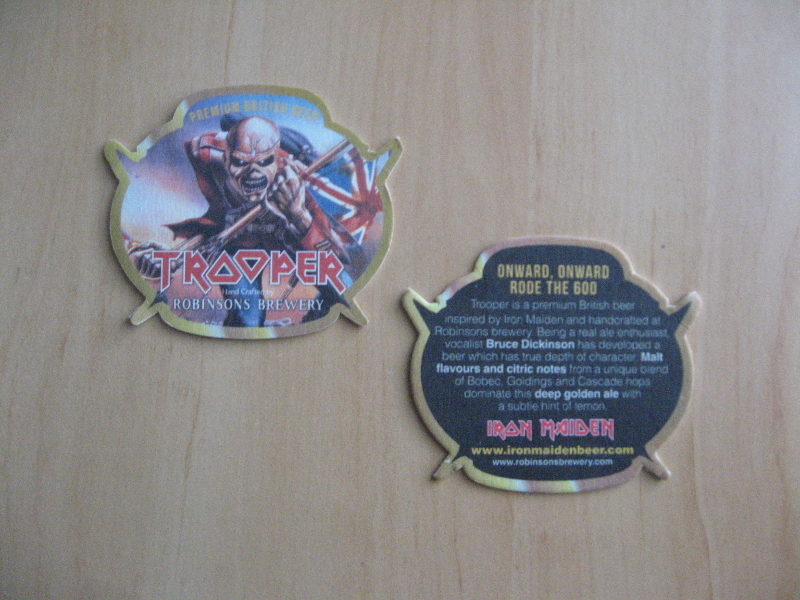 PREMIUM BRITISH BEER
TROOPER
Hand Crafted by
ROBINSONS BREWERY
ONWARD, ONWARD
RODE THE 600
Trooper is a premium British beer
inspired by Iron Maiden and handcrafted at
Robinsons brewery. Being a real ale enthusiast,
vocalist Bruce Dickinson has developed a
beer which has true depth of character. Malt
flavours and citric notes from a unique blend
of Bobec, Goldings and Cascade hops
dominate this deep golden ale with
a subtle hint of lemon.
IRON MAIDEN
www.ironmaidenbeer.com
www.robinsonsbrewery.com